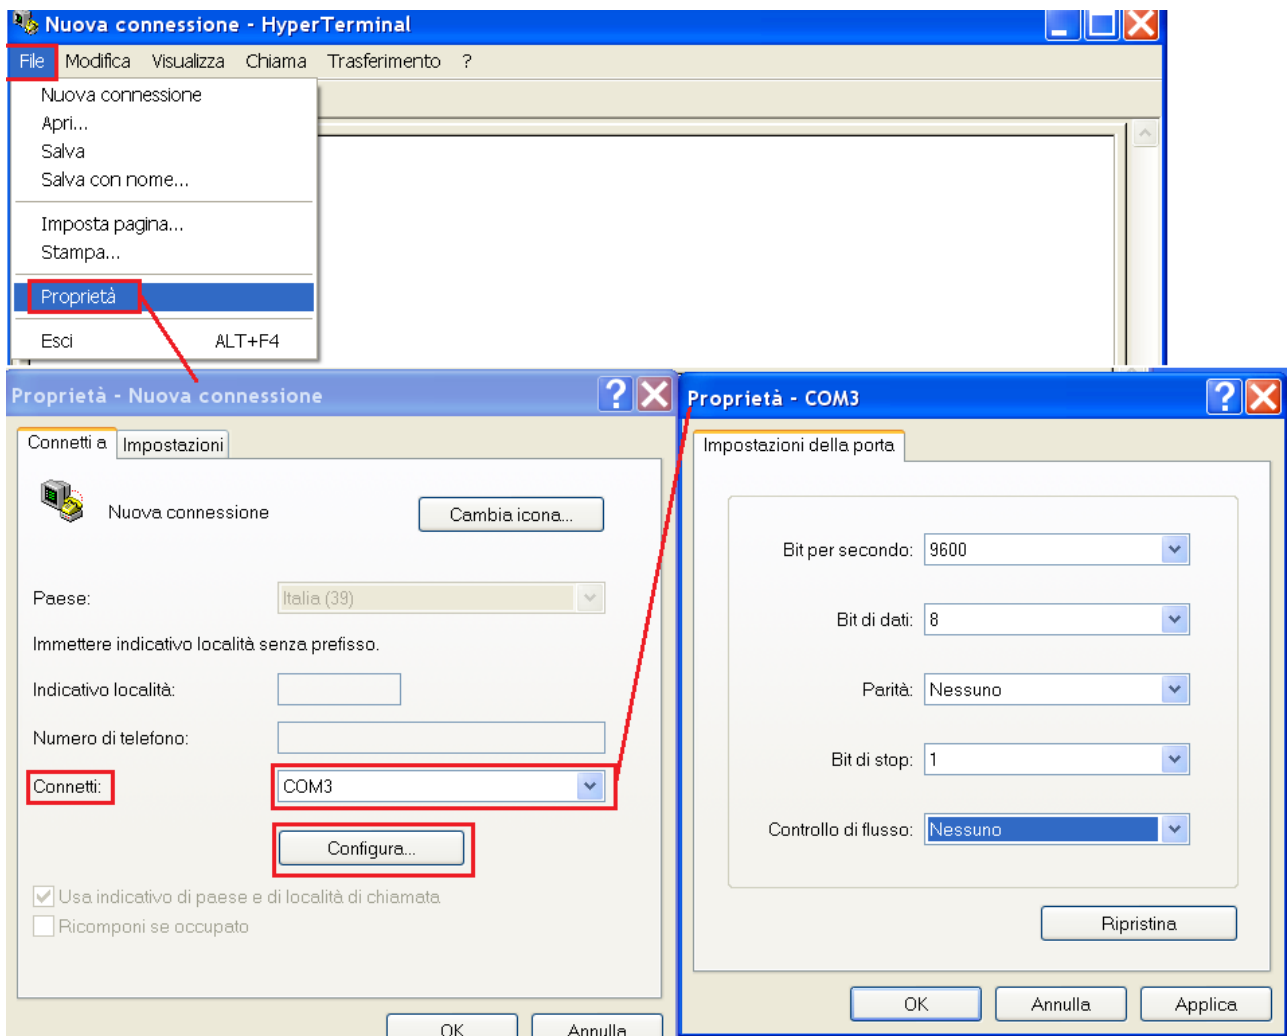 Nuova connessione - HyperTerminal
File Modifica Visualizza Chiama Trasferimento ?
Nuova connessione
Apri...
Salva
Salva con nome...
Imposta pagina...
Stampa...
Proprietà
Esci ALT+F4
Proprietà - Nuova connessione
Connetti a Impostazioni
Nuova connessione Cambia icona...
Paese: Italia (39)
Immettere indicativo località senza prefisso.
Indicativo località:
Numero di telefono:
Connetti: COM3
Configura...
Usa indicativo di paese e di località di chiamata
Ricomponi se occupato
OK Annulla
Proprietà - COM3
Impostazioni della porta
Bit per secondo: 9600
Bit di dati: 8
Parità: Nessuno
Bit di stop: 1
Controllo di flusso: Nessuno
Ripristina
OK Annulla Applica